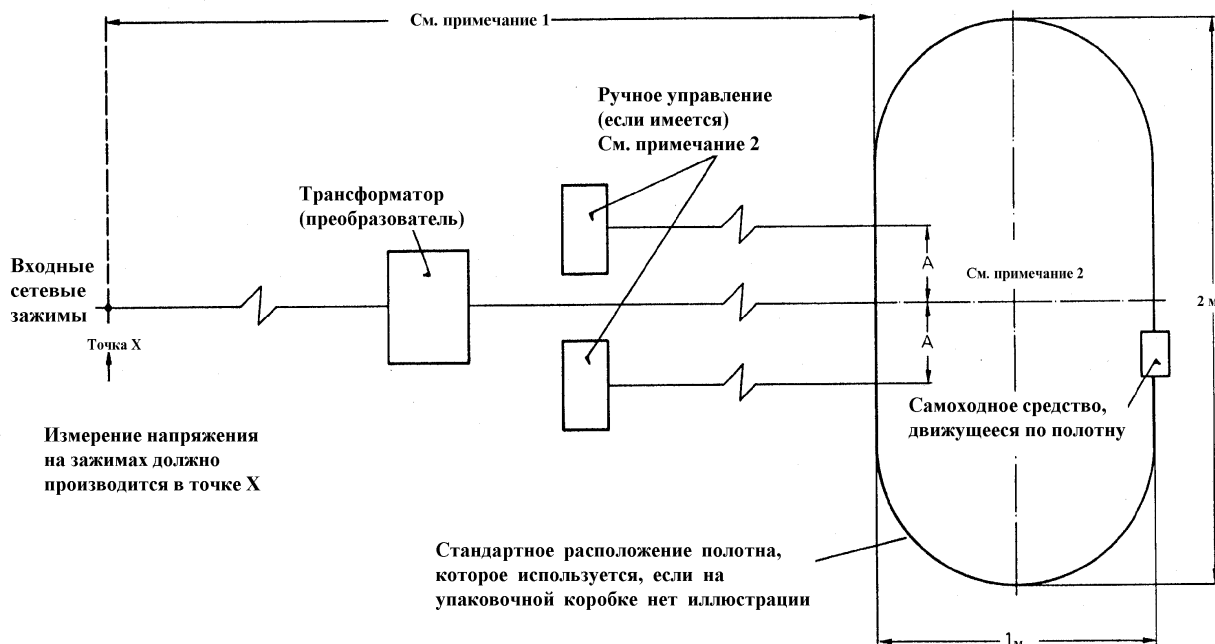 См. примечание 1
Ручное управление
(если имеется)
См. примечание 2
Трансформатор
(преобразователь)
Входные
сетевые
зажимы
Точка X
A
См. примечание 2
A
2 м
Самоходное средство,
движущееся по полотну
Измерение напряжения
на зажимах должно
производится в точке X
Стандартное расположение полотна,
которое используется, если на
упаковочной коробке нет иллюстрации
1м